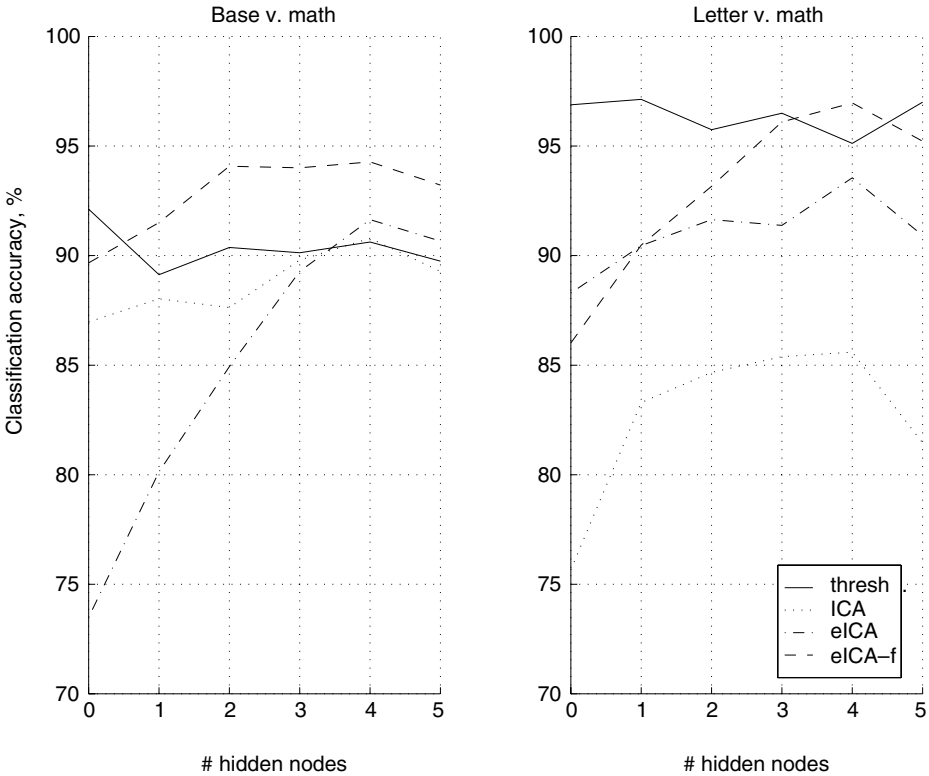 Base v. math
Letter v. math
100
95
90
85
80
75
70
0 1 2 3 4 5
# hidden nodes
Classification accuracy, %
100
95
90
85
80
75
70
0 1 2 3 4 5
# hidden nodes
thresh .
ICA
eICA
eICA–f